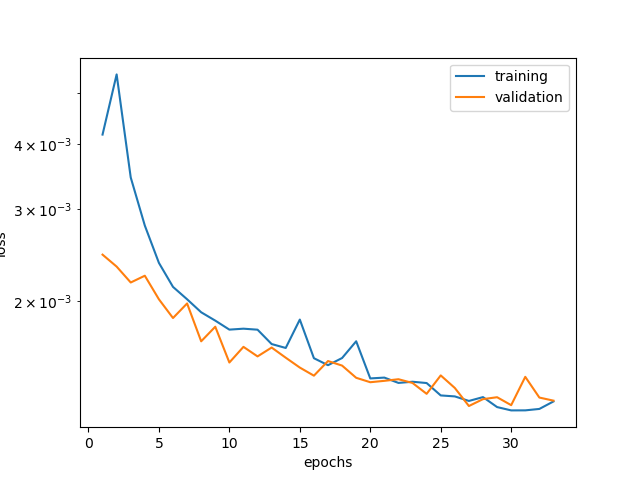 training
validation
4 × 10⁻³
3 × 10⁻³
2 × 10⁻³
loss
0 5 10 15 20 25 30
epochs